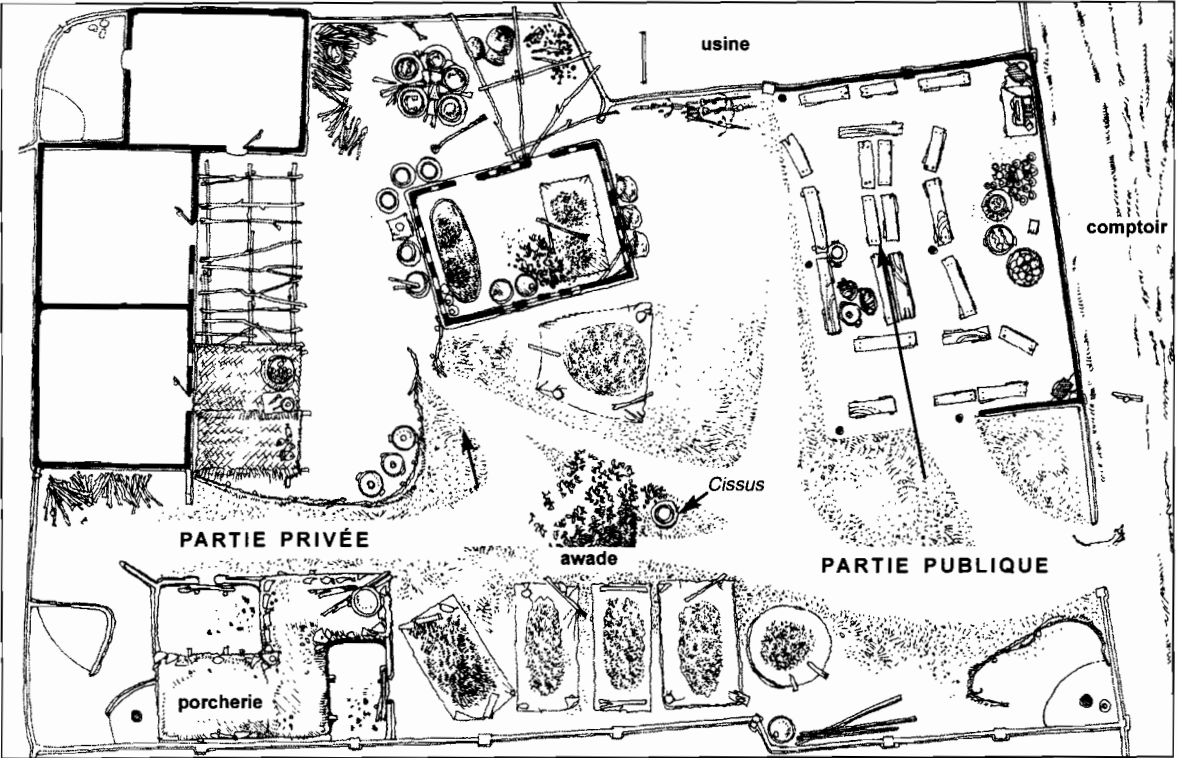 usine
comptoir
Cissus
PARTIE PRIVÉE
awade
PARTIE PUBLIQUE
porcherie